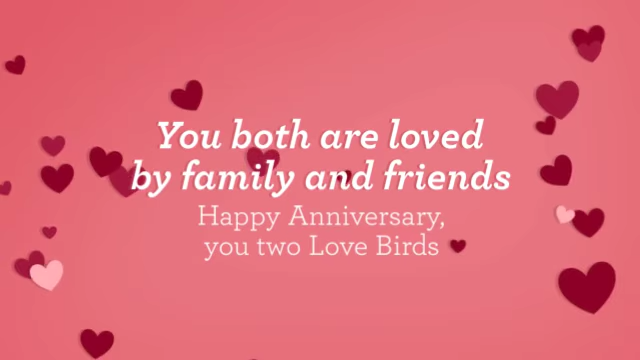 You both are loved
by family and friends
Happy Anniversary,
you two Love Birds